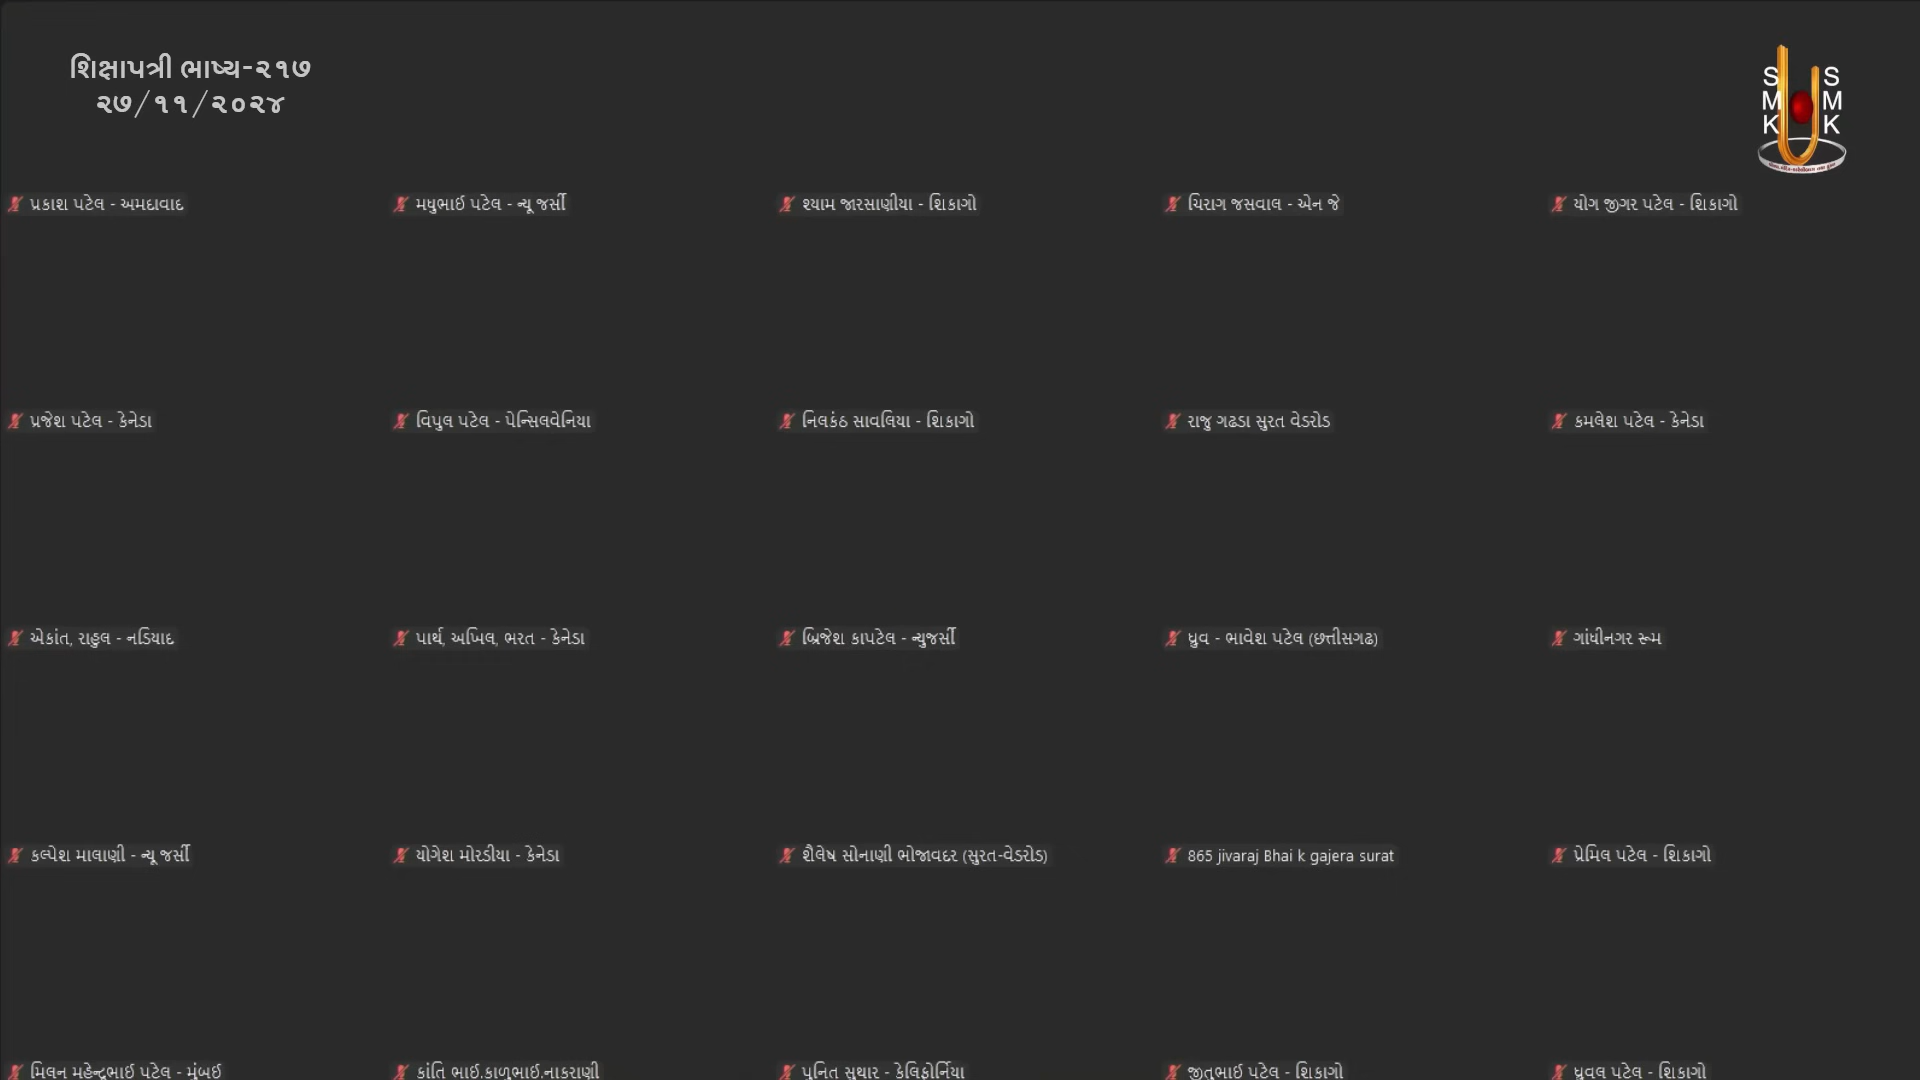 શિક્ષાપત્રી ભાષ્ય-૨૧૭
૨૭/૧૧/૨૦૨૪
S S
M M
K K
પ્રકાશ પટેલ - અમદાવાદ
મધુભાઈ પટેલ - ન્યૂ જર્સી
શ્યામ જારસાણીયા - શિકાગો
ચિરાગ જસવાલ - એન જે
યોગ જીગર પટેલ - શિકાગો
પ્રજેશ પટેલ - કેનેડા
વિપુલ પટેલ - પેન્સિલવેનિયા
નિલકંઠ સાવલિયા - શિકાગો
રાજુ ગઢડા સુરત વેડરોડ
કમલેશ પટેલ - કેનેડા
એકાંત, રાહુલ - નડિયાદ
પાર્થ, અખિલ, ભરત - કેનેડા
બ્રિજેશ કાપટેલ - ન્યુજર્સી
ધ્રુવ - ભાવેશ પટેલ (છત્તીસગઢ)
ગાંધીનગર રૂમ
કલ્પેશ માલાણી - ન્યૂ જર્સી
યોગેશ મોરડીયા - કેનેડા
શૈલેષ સોનાણી ભોજાવદર (સુરત-વેડરોડ)
865 jivaraj Bhai k gajera surat
પ્રેમિલ પટેલ - શિકાગો
મિલન મહેન્દ્રભાઈ પટેલ - મુંબઈ
કાંતિ ભાઈ.કાળુભાઈ.નાકરાણી
પુનિત સુથાર - કેલિફોર્નિયા
જીતુભાઈ પટેલ - શિકાગો
ધ્રુવલ પટેલ - શિકાગો